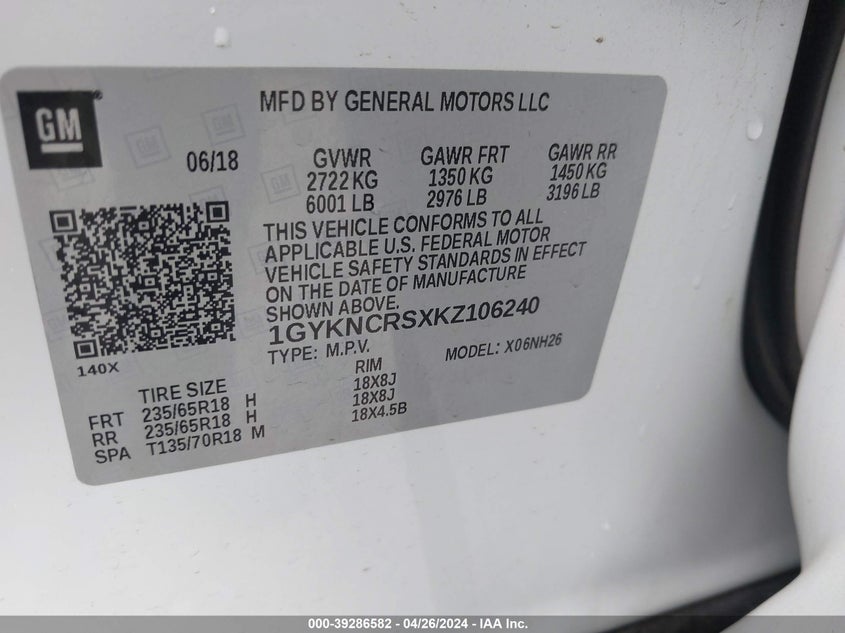 GM
MFD BY GENERAL MOTORS LLC
06/18 GVWR GAWR FRT GAWR RR
2722 KG 1350 KG 1450 KG
6001 LB 2976 LB 3196 LB
THIS VEHICLE CONFORMS TO ALL
APPLICABLE U.S. FEDERAL MOTOR
VEHICLE SAFETY STANDARDS IN EFFECT
ON THE DATE OF MANUFACTURE
SHOWN ABOVE.
1GYKNCRSXKZ106240
TYPE: M.P.V. MODEL: X06NH26
140X
TIRE SIZE RIM
FRT 235/65R18 H 18X8J
RR 235/65R18 H 18X8J
SPA T135/70R18 M 18X4.5B
000-39286582 / 04/26/2024 - IAA Inc.